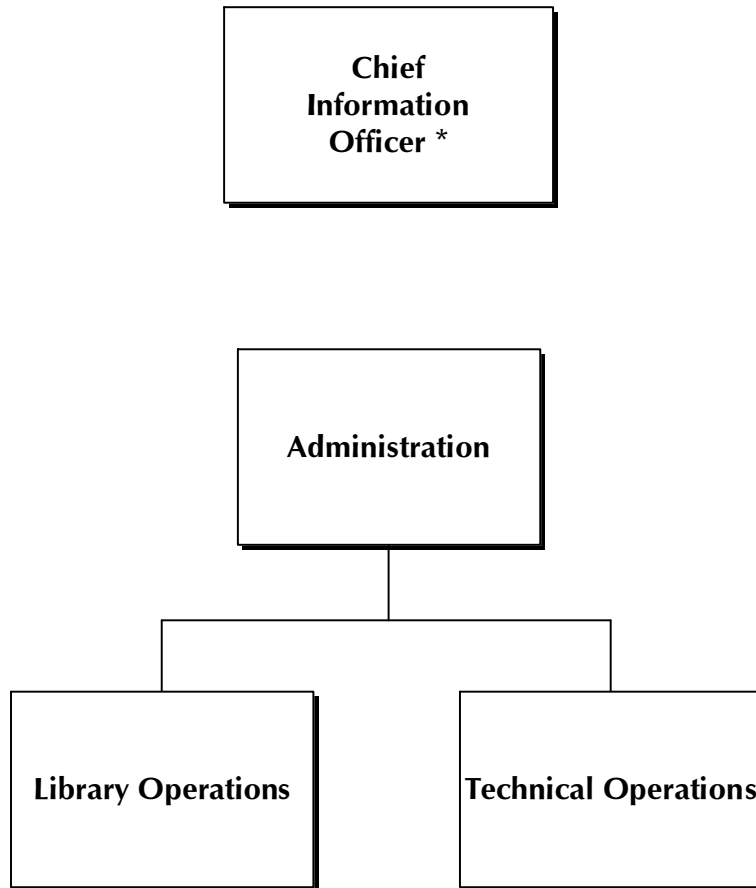 Chief
Information
Officer *
Administration
Library Operations
Technical Operations